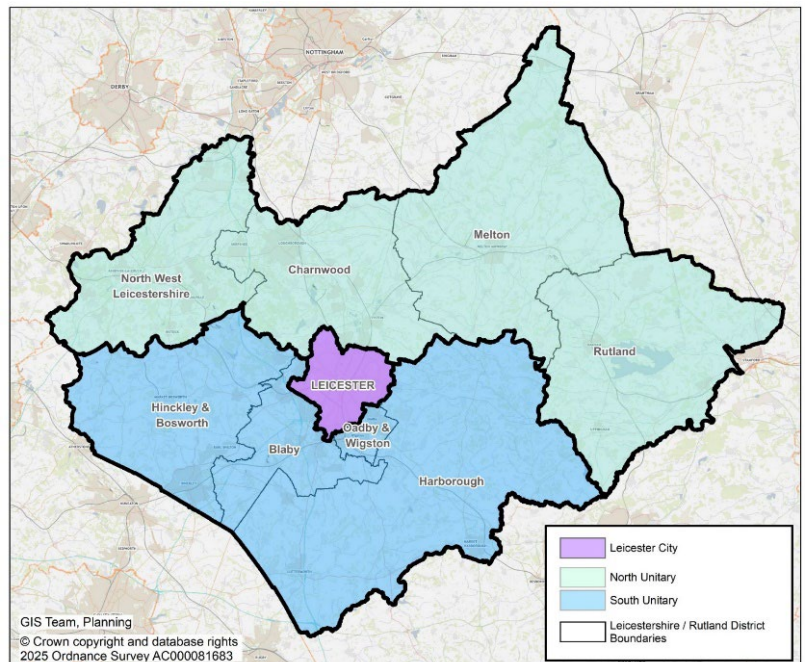 NOTTINGHAM
DERBY
Melton
North West
Leicestershire
Charnwood
Rutland
LEICESTER
Hinckley &
Bosworth
Oadby &
Wigston
Blaby
Harborough
Leicester City
North Unitary
South Unitary
Leicestershire / Rutland District
Boundaries
GIS Team, Planning
© Crown copyright and database rights
2025 Ordnance Survey AC000081683